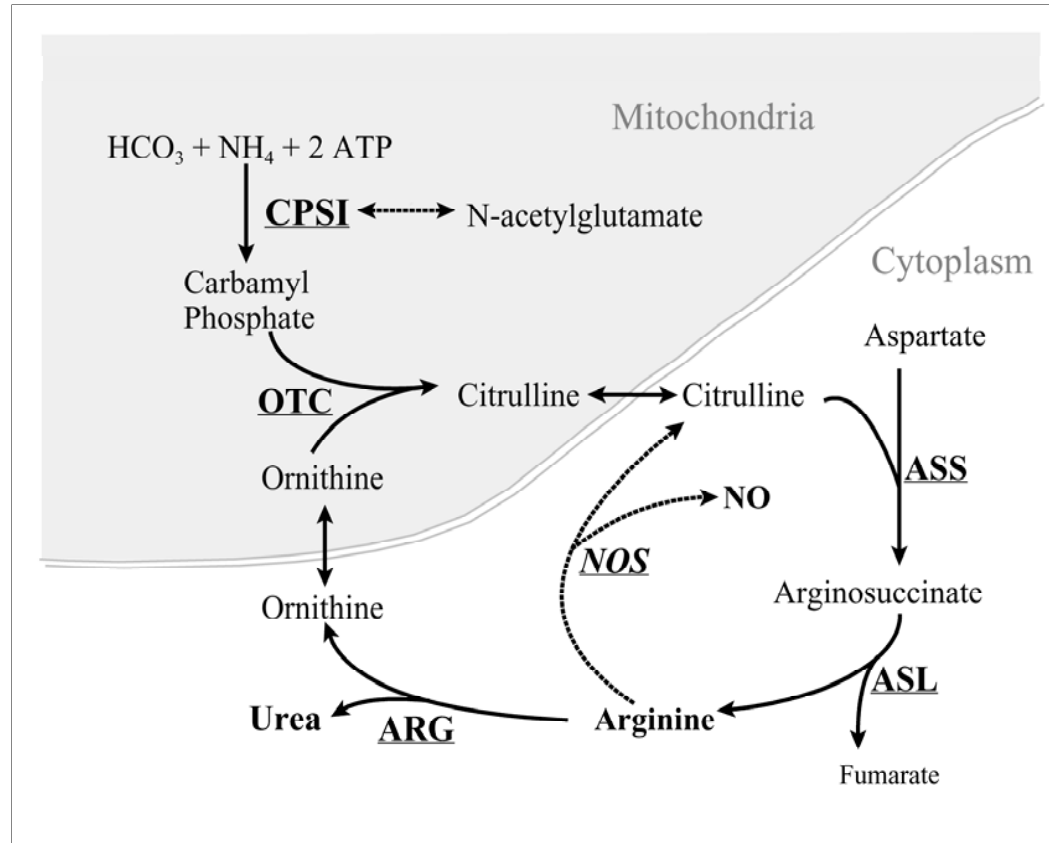 Mitochondria
HCO₃ + NH₄ + 2 ATP
CPSI
N-acetylglutamate
Cytoplasm
Carbamyl
Phosphate
Aspartate
OTC
Citrulline
Citrulline
ASS
Ornithine
NO
NOS
Ornithine
Arginosuccinate
ASL
Urea
ARG
Arginine
Fumarate